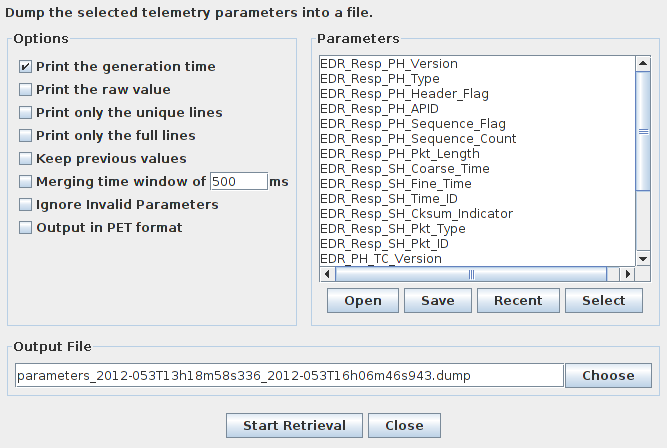 Dump the selected telemetry parameters into a file.
Options
Print the generation time
Print the raw value
Print only the unique lines
Print only the full lines
Keep previous values
Merging time window of 500 ms
Ignore Invalid Parameters
Output in PET format
Parameters
EDR_Resp_PH_Version
EDR_Resp_PH_Type
EDR_Resp_PH_Header_Flag
EDR_Resp_PH_APID
EDR_Resp_PH_Sequence_Flag
EDR_Resp_PH_Sequence_Count
EDR_Resp_PH_Pkt_Length
EDR_Resp_SH_Coarse_Time
EDR_Resp_SH_Fine_Time
EDR_Resp_SH_Time_ID
EDR_Resp_SH_Cksum_Indicator
EDR_Resp_SH_Pkt_Type
EDR_Resp_SH_Pkt_ID
EDR_PH_TC_Version
Open Save Recent Select
Output File
parameters_2012-053T13h18m58s336_2012-053T16h06m46s943.dump Choose
Start Retrieval Close